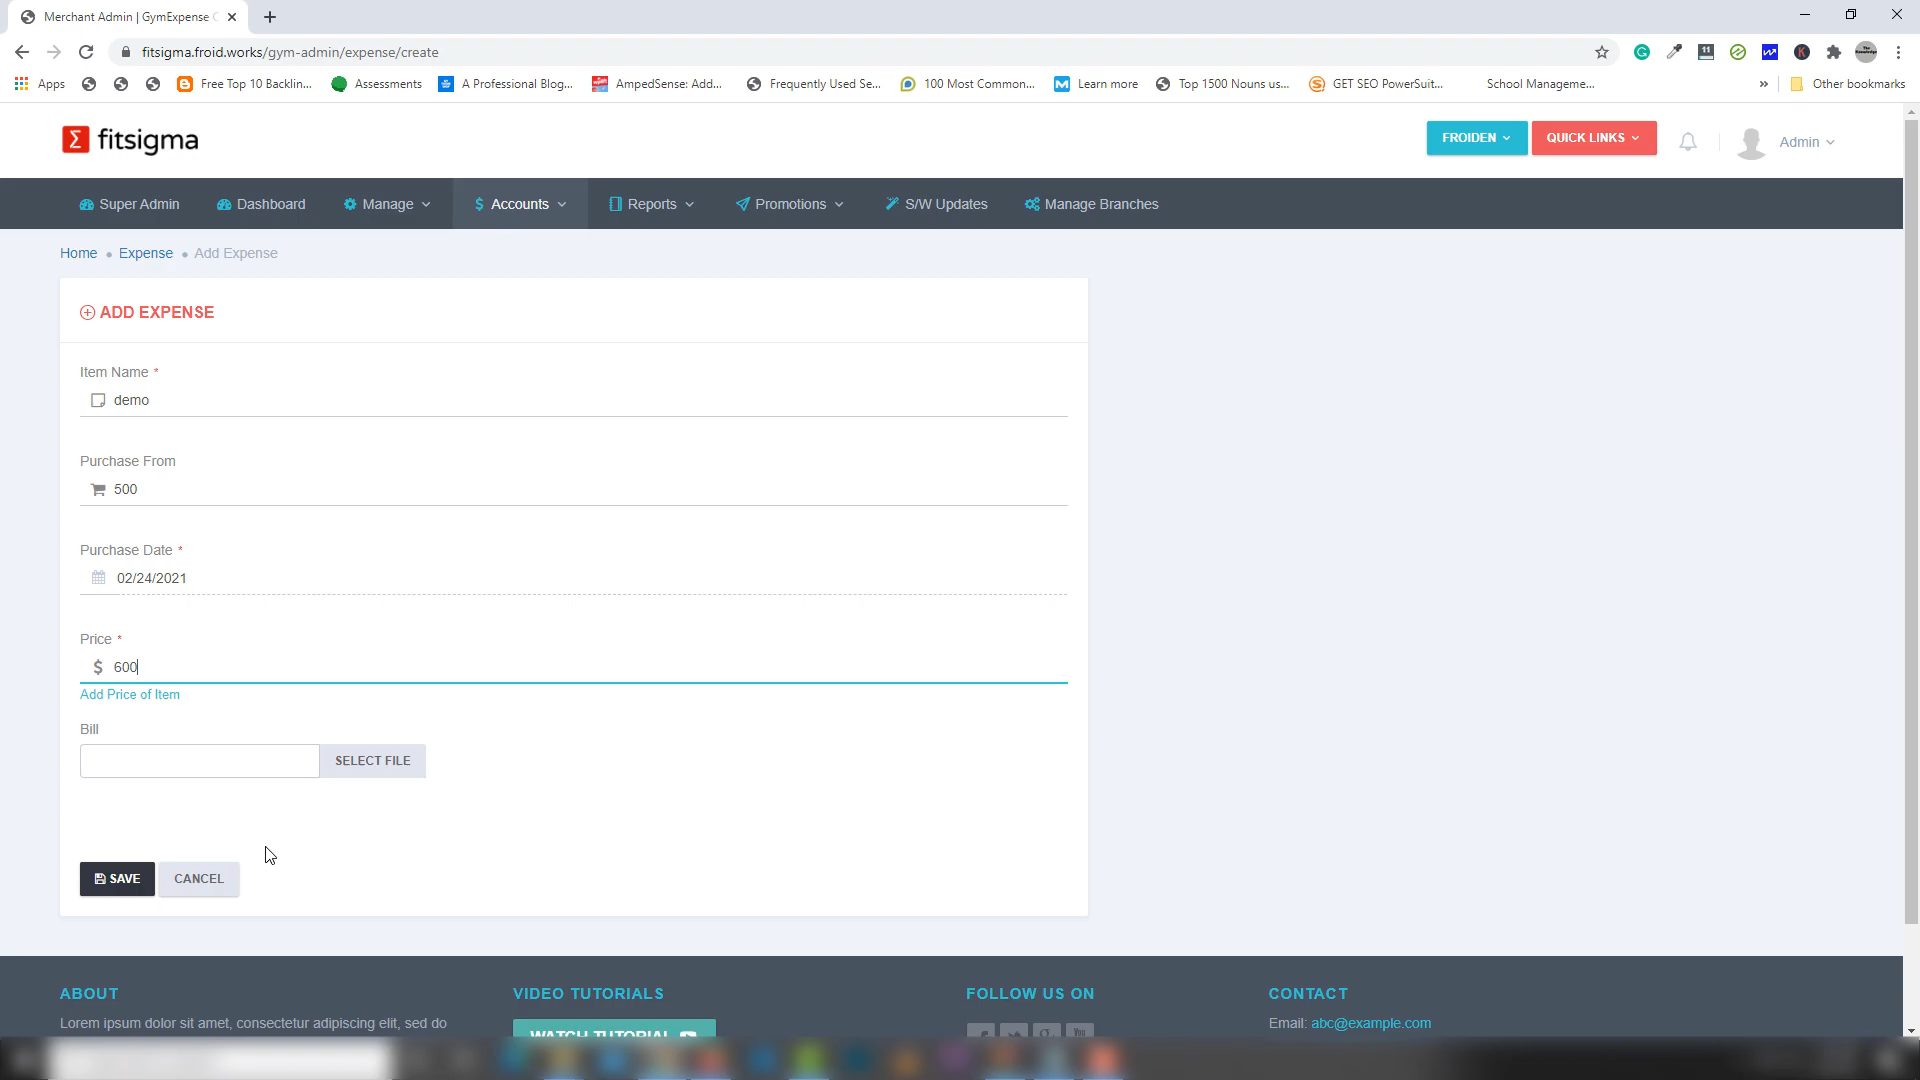 Merchant Admin | GymExpense
fitsigma.froid.works/gym-admin/expense/create
Apps
Free Top 10 Backlin...
Assessments
A Professional Blog...
AmpedSense: Add...
Frequently Used Se...
100 Most Common...
Learn more
Top 1500 Nouns us...
GET SEO PowerSuit...
School Manageme...
»
Other bookmarks
Σ fitsigma
FROIDEN
QUICK LINKS
Admin
Super Admin
Dashboard
Manage
$ Accounts
Reports
Promotions
S/W Updates
Manage Branches
Home • Expense • Add Expense
ADD EXPENSE
Item Name *
demo
Purchase From
500
Purchase Date *
02/24/2021
Price *
$ 600
Add Price of Item
Bill
SELECT FILE
SAVE
CANCEL
ABOUT
VIDEO TUTORIALS
FOLLOW US ON
CONTACT
Lorem ipsum dolor sit amet, consectetur adipiscing elit, sed do
WATCH TUTORIAL
Email: abc@example.com